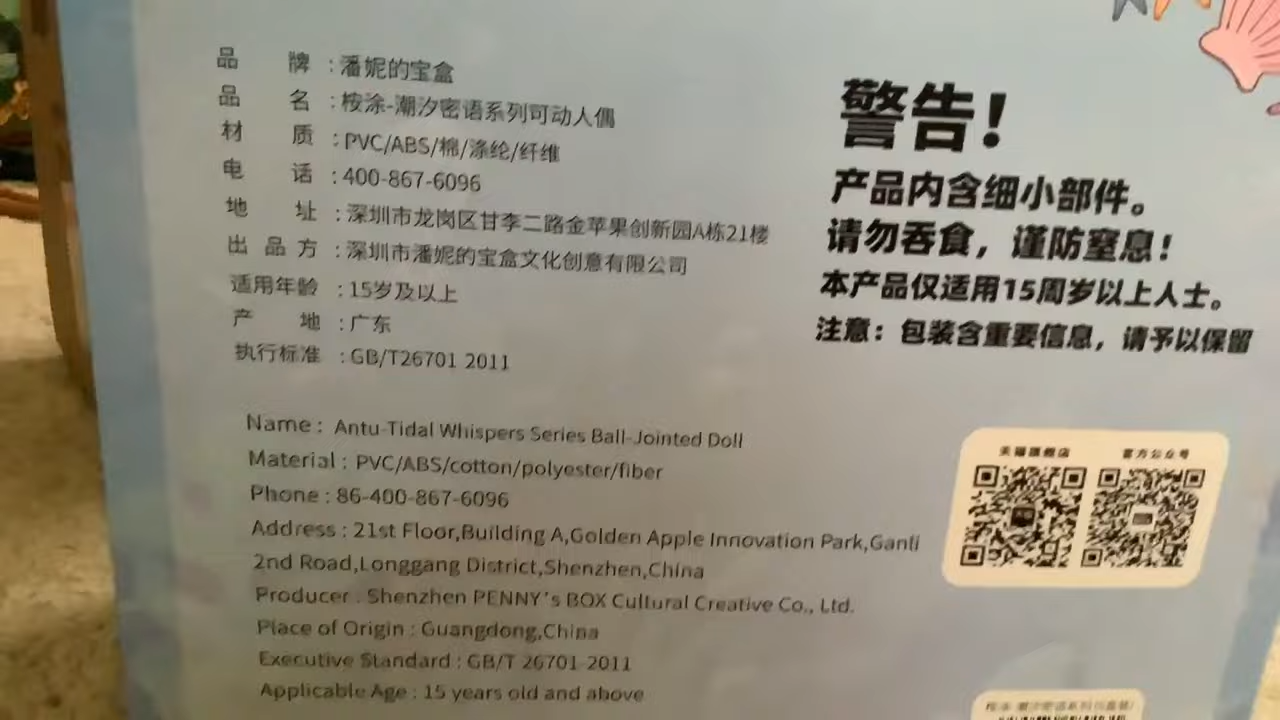 品牌：潘妮的宝盒
品名：桉涂-潮汐密语系列可动人偶
材质：PVC/ABS/棉/涤纶/纤维
电话：400-867-6096
地址：深圳市龙岗区甘李二路金苹果创新园A栋21楼
出品方：深圳市潘妮的宝盒文化创意有限公司
适用年龄：15岁及以上
产地：广东
执行标准：GB/T26701 2011
警告！
产品内含细小部件。
请勿吞食，谨防窒息！
本产品仅适用15周岁以上人士。
注意：包装含重要信息，请予以保留
Name : Antu-Tidal Whispers Series Ball-Jointed Doll
Material : PVC/ABS/cotton/polyester/fiber
Phone : 86-400-867-6096
Address : 21st Floor,Building A,Golden Apple Innovation Park,Ganli
2nd Road,Longgang District,Shenzhen,China
Producer : Shenzhen PENNY's BOX Cultural Creative Co., Ltd.
Place of Origin : Guangdong,China
Executive Standard : GB/T 26701-2011
Applicable Age : 15 years old and above
天猫旗舰店
官方公众号